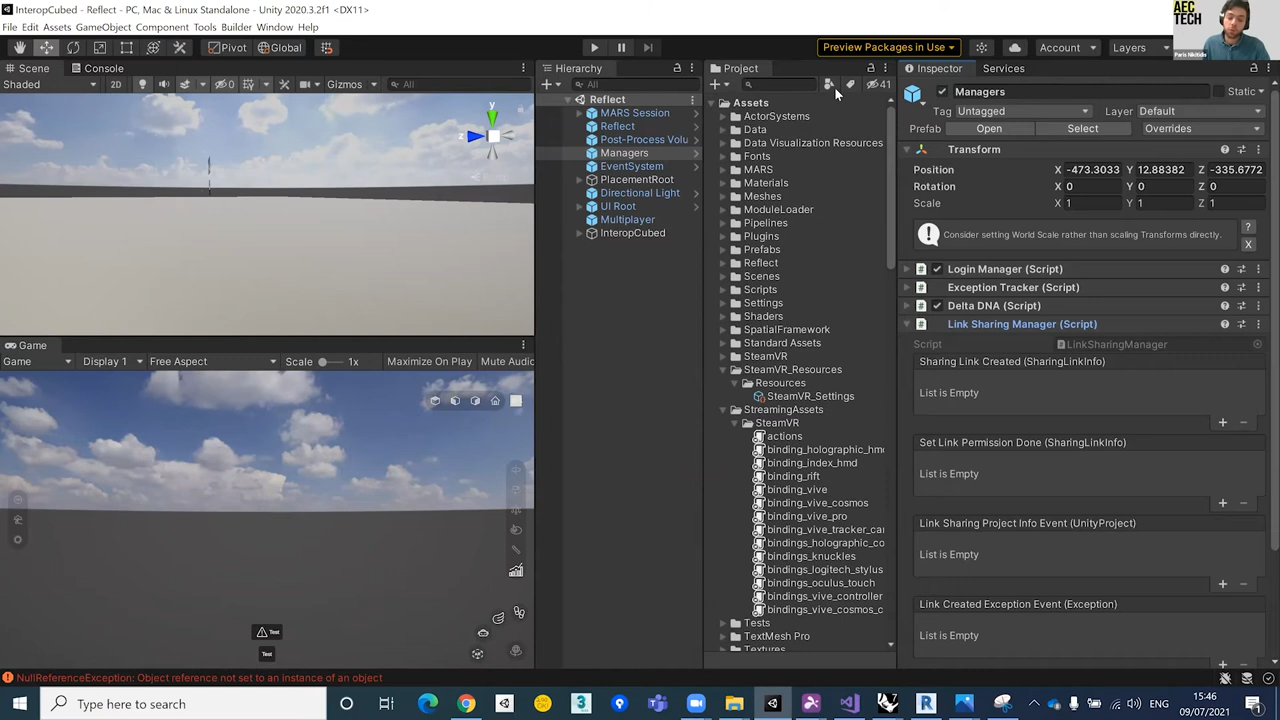 InteropCubed - Reflect - PC, Mac & Linux Standalone - Unity 2020.3.2f1 <DX11>
File Edit Assets GameObject Component Tools Window Help
Pivot Global Preview Packages in Use Account Layers
AEC
TECH
Paris Nikitidis
Scene Console
Shaded 2D 0 Gizmos All
y
z
Game
Game Display 1 Free Aspect Scale 1x Maximize On Play Mute Audio
Test
Test
Hierarchy
All
Reflect
MARS Session
Reflect
Post-Process Volu
Managers
EventSystem
PlacementRoot
Directional Light
UI Root
Multiplayer
InteropCubed
Project
41
Assets
ActorSystems
Data
Data Visualization Resources
Fonts
MARS
Materials
Meshes
ModuleLoader
Pipelines
Plugins
Prefabs
Reflect
Scenes
Scripts
Settings
Shaders
SpatialFramework
Standard Assets
SteamVR
SteamVR_Resources
Resources
SteamVR_Settings
StreamingAssets
SteamVR
actions
binding_holographic_hmd
binding_index_hmd
binding_rift
binding_vive
binding_vive_cosmos
binding_vive_pro
binding_vive_tracker_ca
bindings_holographic_co
bindings_knuckles
bindings_logitech_stylus
bindings_oculus_touch
bindings_vive_controller
bindings_vive_cosmos_c
Tests
TextMesh Pro
Textures
Inspector Services
Managers Static
Tag Untagged Layer Default
Prefab Open Select Overrides
Transform
Position X -473.3033 Y 12.88382 Z -335.6772
Rotation X 0 Y 0 Z 0
Scale X 1 Y 1 Z 1
Consider setting World Scale rather than scaling Transforms directly.
?
X
Login Manager (Script)
Exception Tracker (Script)
Delta DNA (Script)
Link Sharing Manager (Script)
Script LinkSharingManager
Sharing Link Created (SharingLinkInfo)
List is Empty
Set Link Permission Done (SharingLinkInfo)
List is Empty
Link Sharing Project Info Event (UnityProject)
List is Empty
Link Created Exception Event (Exception)
List is Empty
NullReferenceException: Object reference not set to an instance of an object
Type here to search
ENG
15:46
09/07/2021